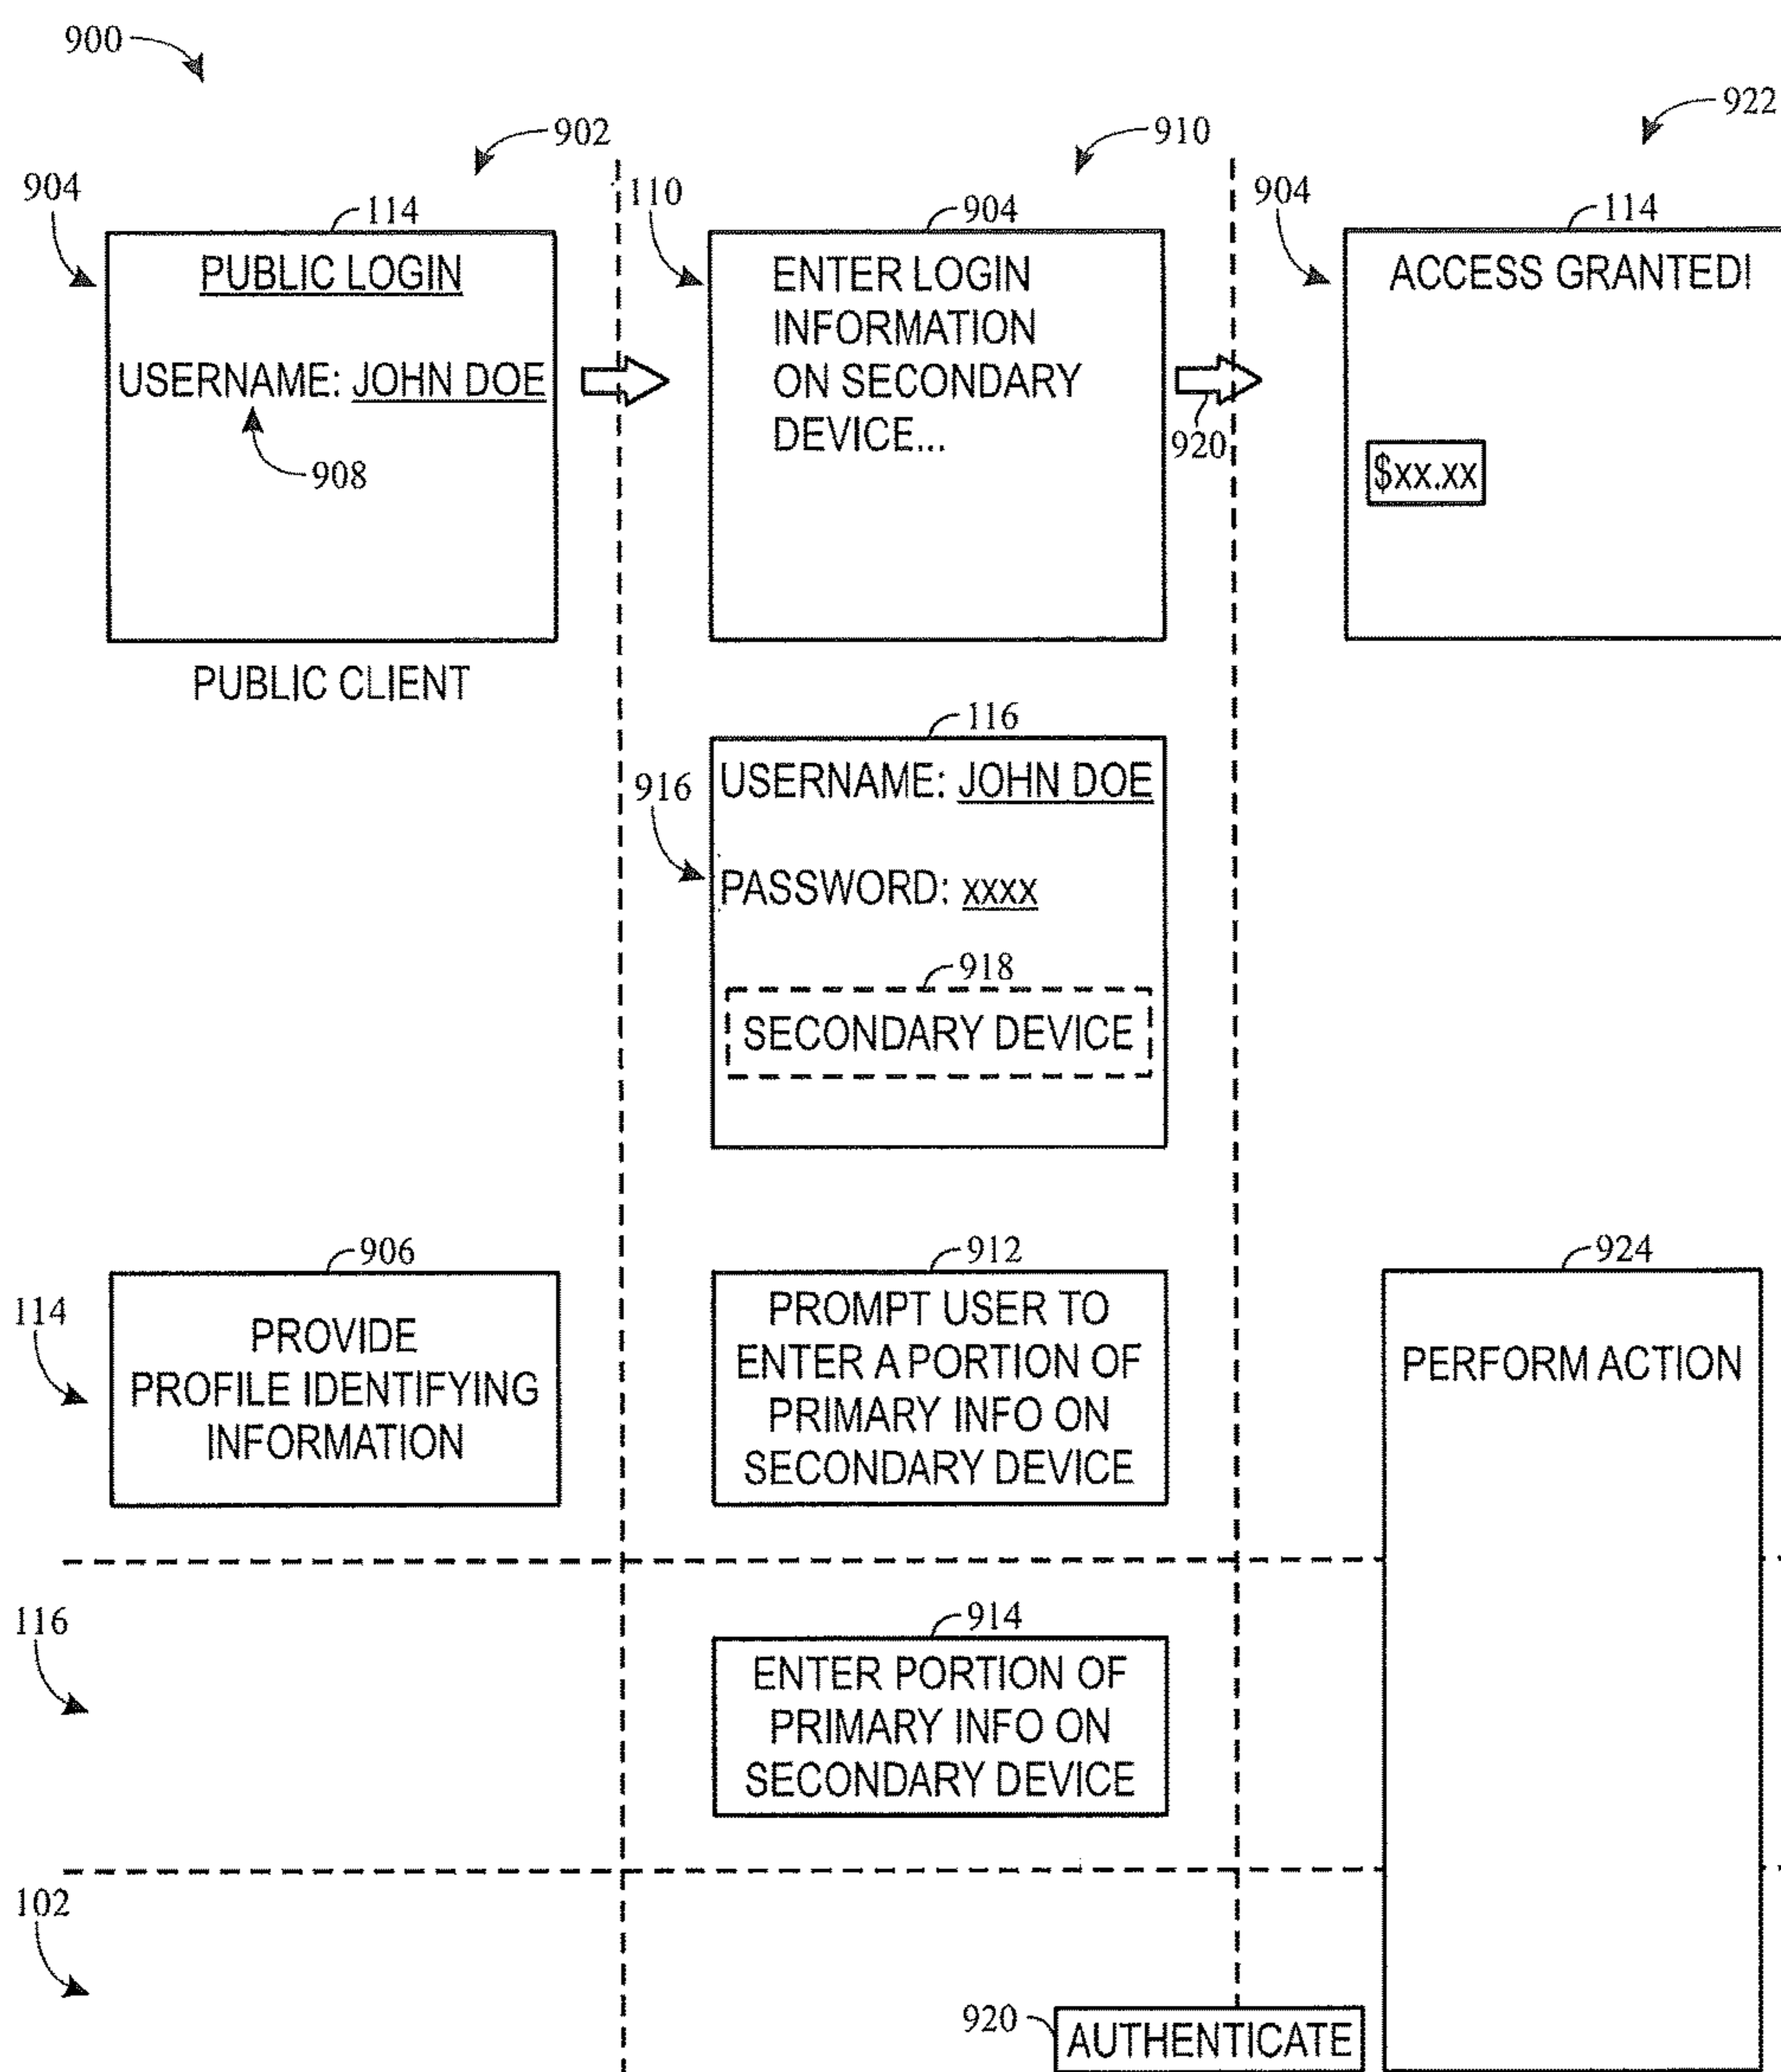 900
902
910
922
904
114
110
904
904
114
PUBLIC LOGIN
USERNAME: JOHN DOE
908
PUBLIC CLIENT
ENTER LOGIN
INFORMATION
ON SECONDARY
DEVICE...
920
ACCESS GRANTED!
$xx.xx
116
916
USERNAME: JOHN DOE
PASSWORD: xxxx
918
SECONDARY DEVICE
114
906
PROVIDE
PROFILE IDENTIFYING
INFORMATION
912
PROMPT USER TO
ENTER A PORTION OF
PRIMARY INFO ON
SECONDARY DEVICE
924
PERFORM ACTION
116
914
ENTER PORTION OF
PRIMARY INFO ON
SECONDARY DEVICE
102
920
AUTHENTICATE